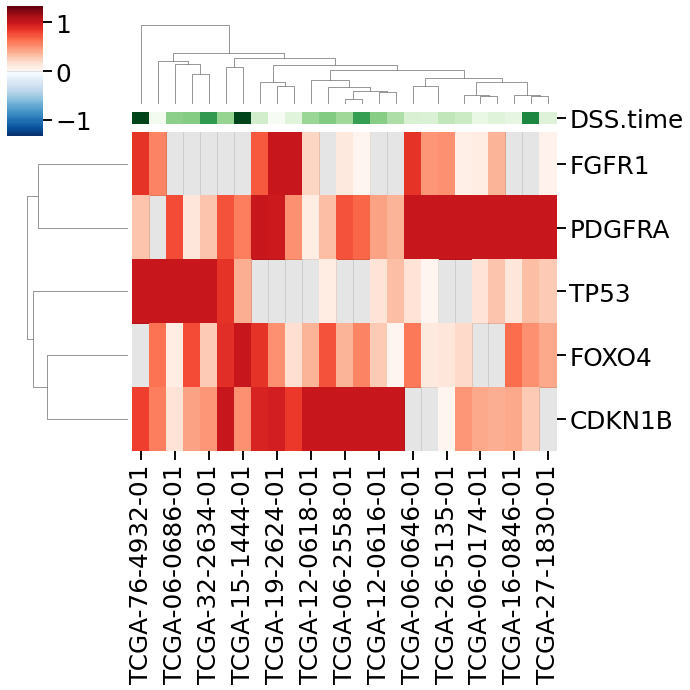 1
0
−1
DSS.time
FGFR1
PDGFRA
TP53
FOXO4
CDKN1B
TCGA-76-4932-01
TCGA-06-0686-01
TCGA-32-2634-01
TCGA-15-1444-01
TCGA-19-2624-01
TCGA-12-0618-01
TCGA-06-2558-01
TCGA-12-0616-01
TCGA-06-0646-01
TCGA-26-5135-01
TCGA-06-0174-01
TCGA-16-0846-01
TCGA-27-1830-01